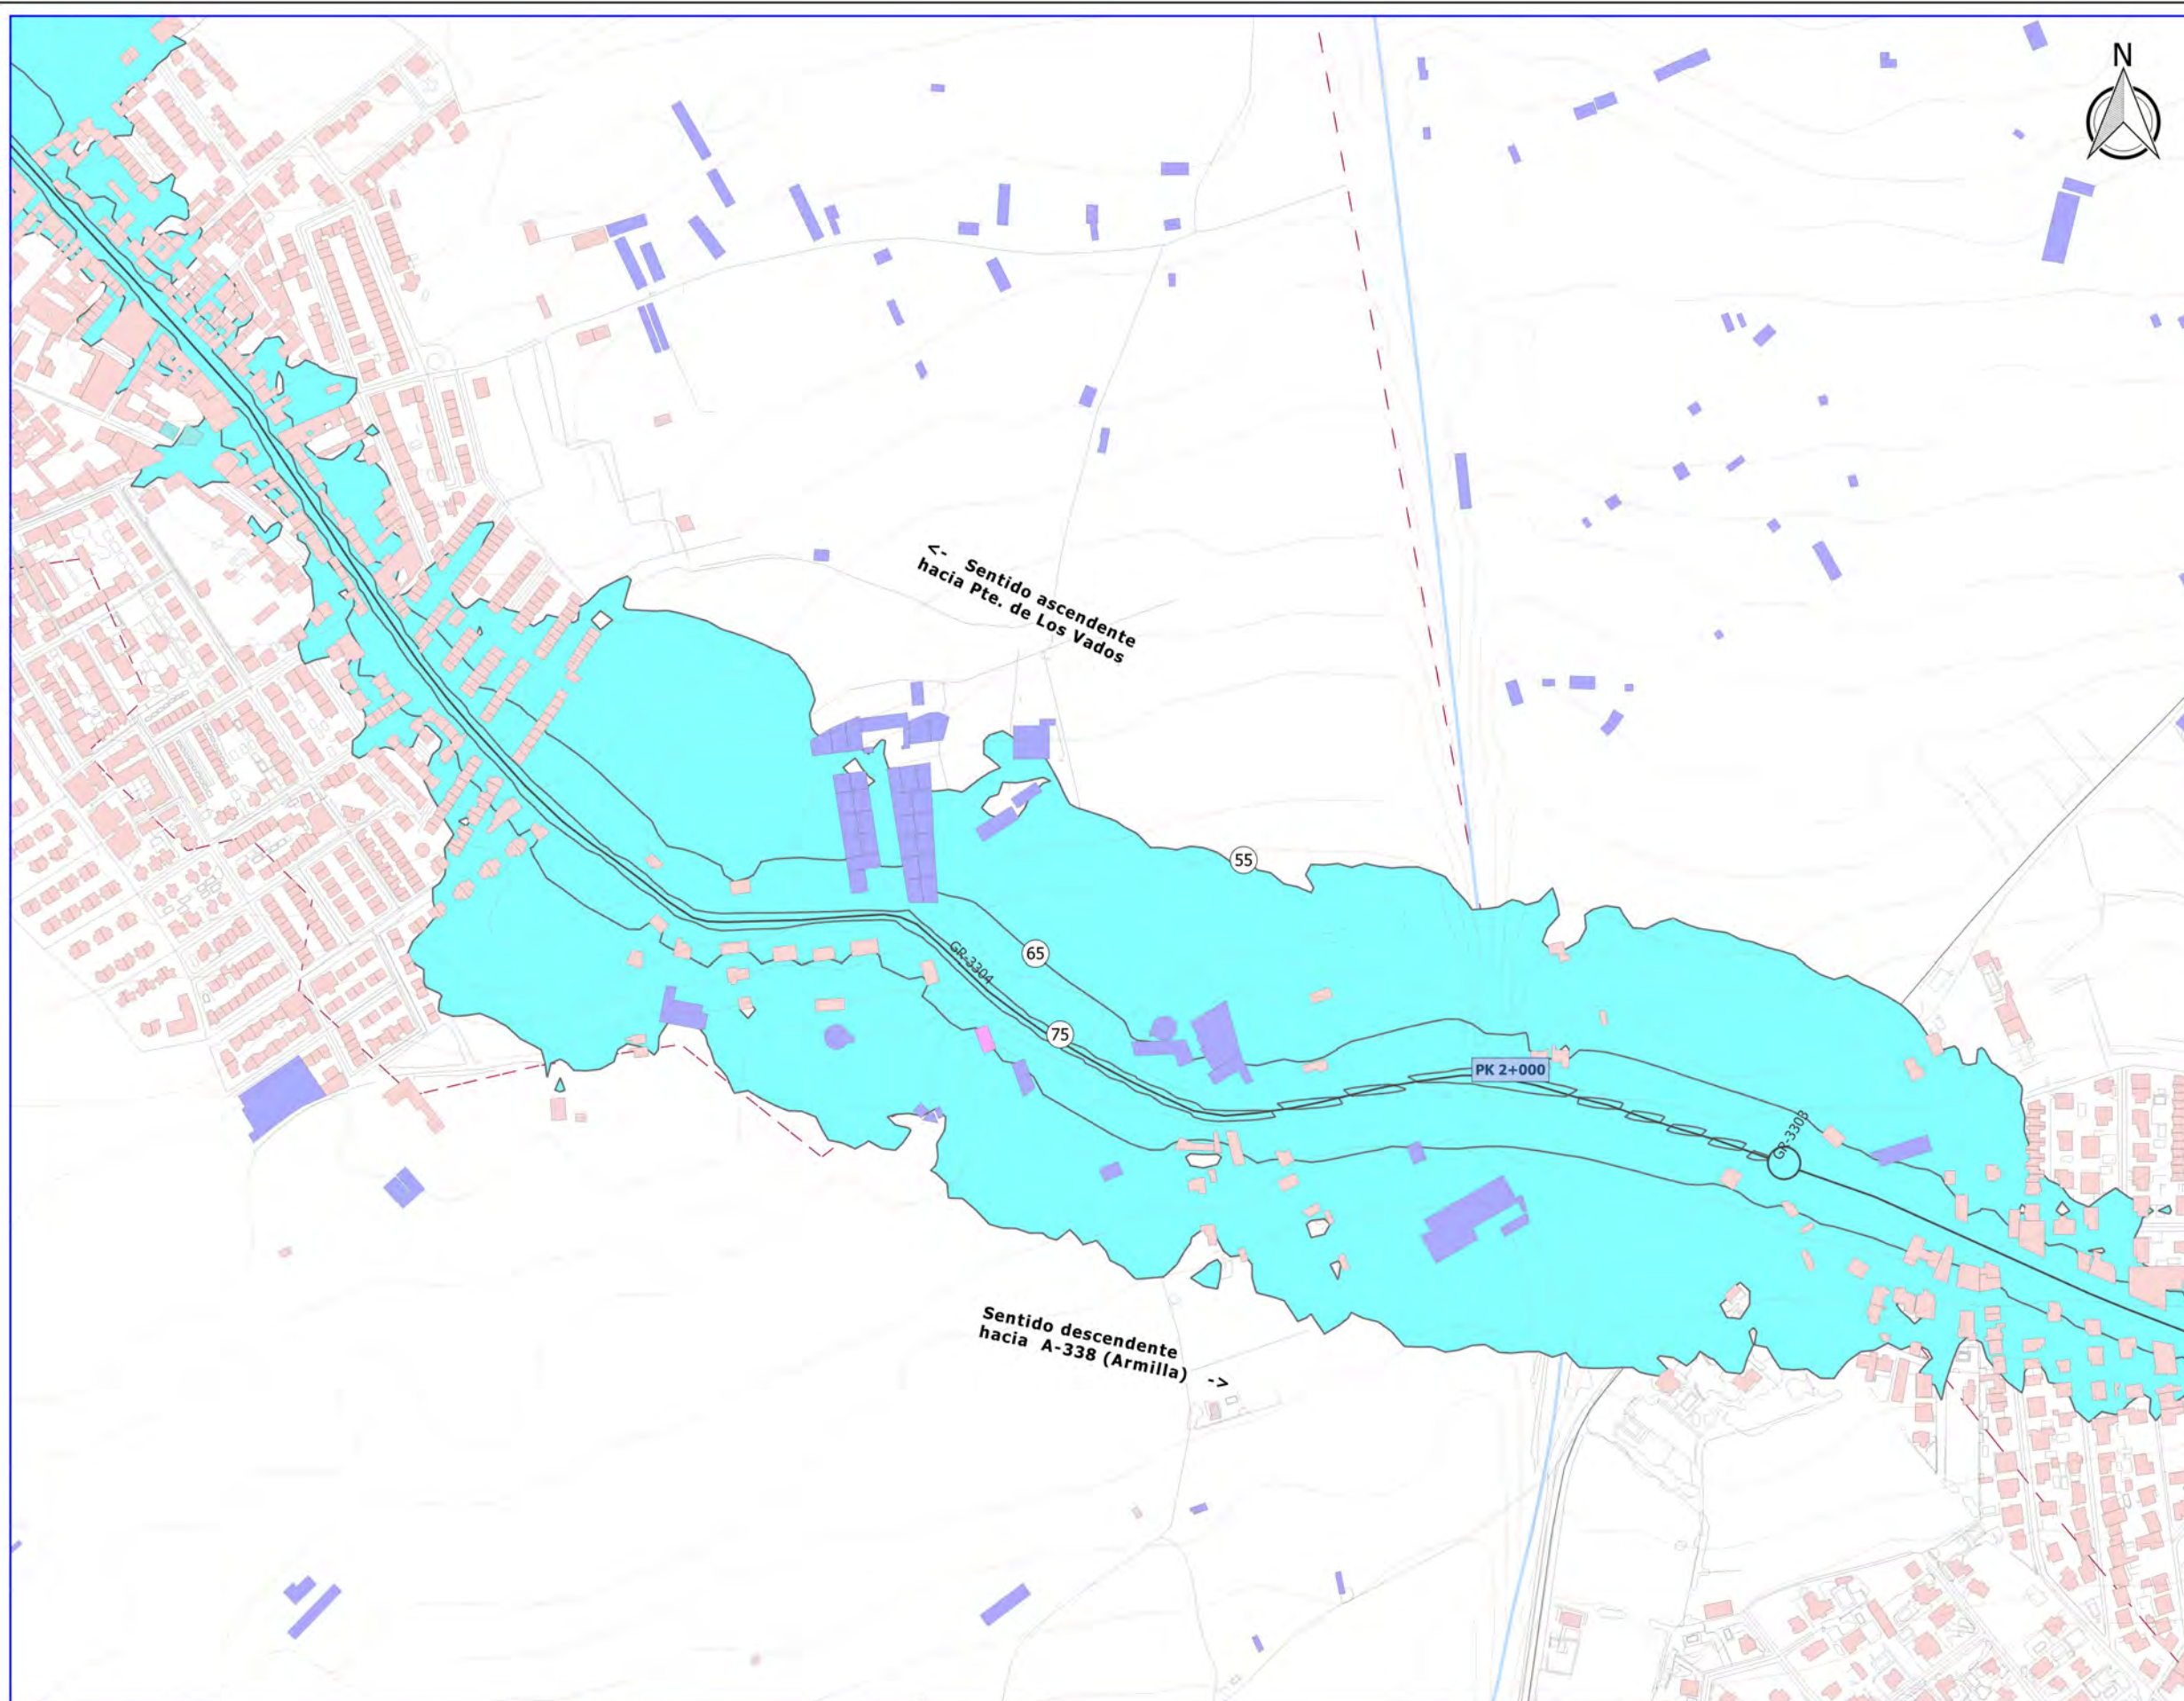 N
<- Sentido ascendente
hacia Pte. de Los Vados
55
65
GR-3304
75
PK 2+000
GR-3303
Sentido descendente
hacia A-338 (Armilla) ->